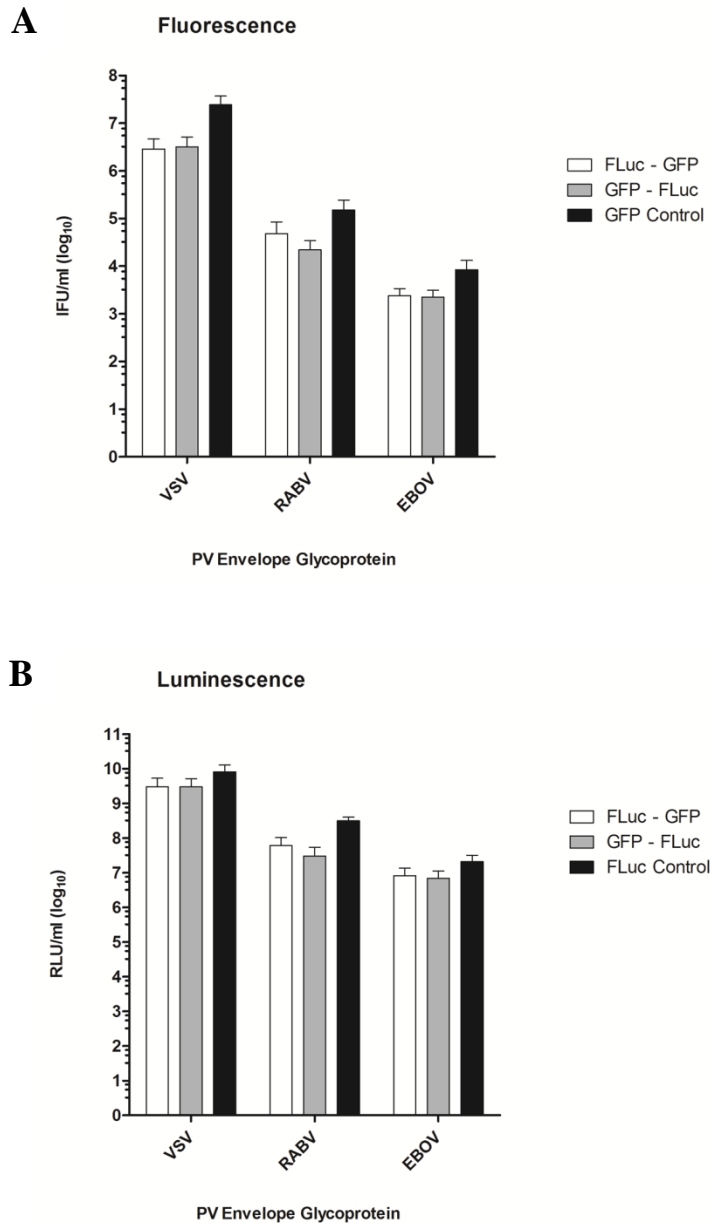 A
Fluorescence
8
7
6
5
4
3
2
1
0
IFU/ml (log10)
VSV
RABV
EBOV
PV Envelope Glycoprotein
FLuc - GFP
GFP - FLuc
GFP Control
B
Luminescence
11
10
9
8
7
6
5
4
3
2
1
0
RLU/ml (log10)
VSV
RABV
EBOV
PV Envelope Glycoprotein
FLuc - GFP
GFP - FLuc
FLuc Control